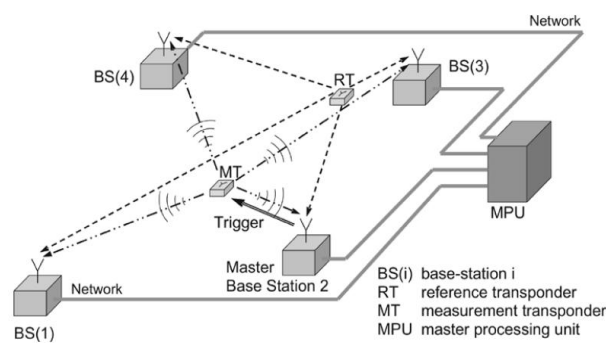 Network
BS(4)
RT
BS(3)
MT
MPU
Trigger
Master
Base Station 2
Network
BS(1)
BS(i) base-station i
RT reference transponder
MT measurement transponder
MPU master processing unit